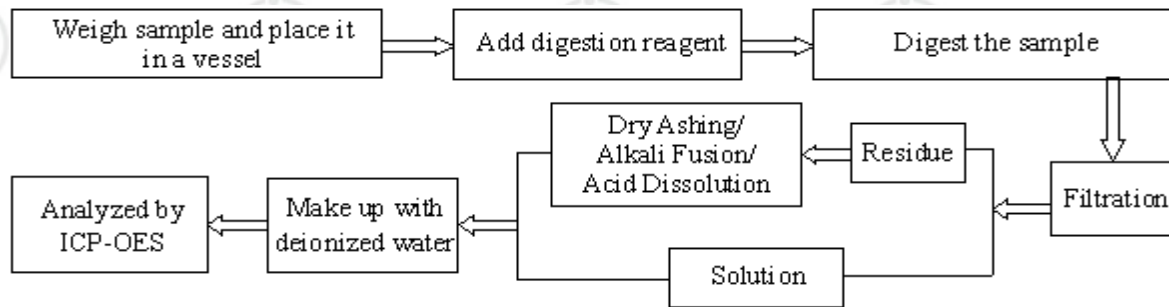 Weigh sample and place it
in a vessel
Add digestion reagent
Digest the sample
Filtration
Residue
Dry Ashing/
Alkali Fusion/
Acid Dissolution
Solution
Make up with
deionized water
Analyzed by
ICP-OES